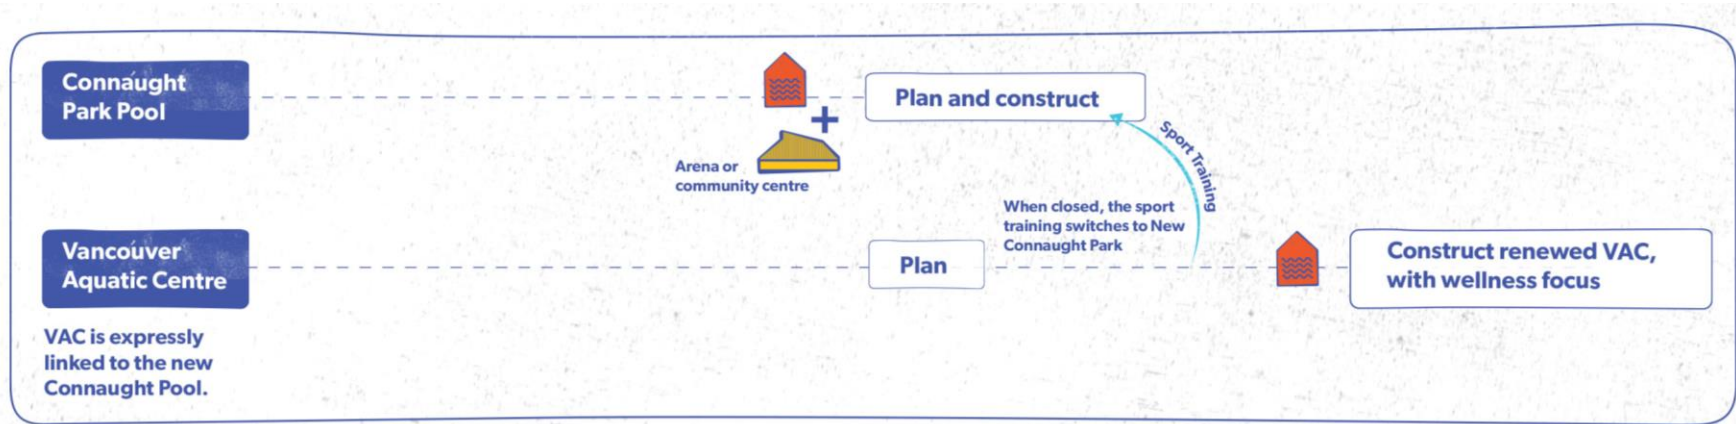 Connaught
Park Pool
Plan and construct
Arena or
community centre
Sport Training
When closed, the sport
training switches to New
Connaught Park
Vancouver
Aquatic Centre
Plan
Construct renewed VAC,
with wellness focus
VAC is expressly
linked to the new
Connaught Pool.